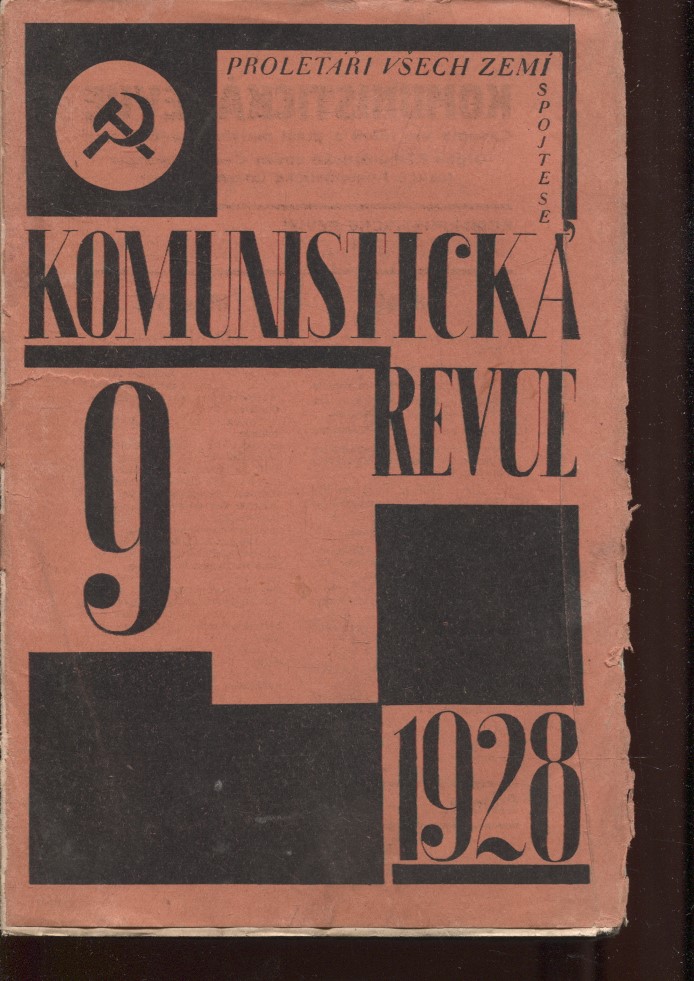 PROLETÁŘI VŠECH ZEMÍ
SPOJTE SE
KOMUNISTICKÁ
REVUE
9
1928